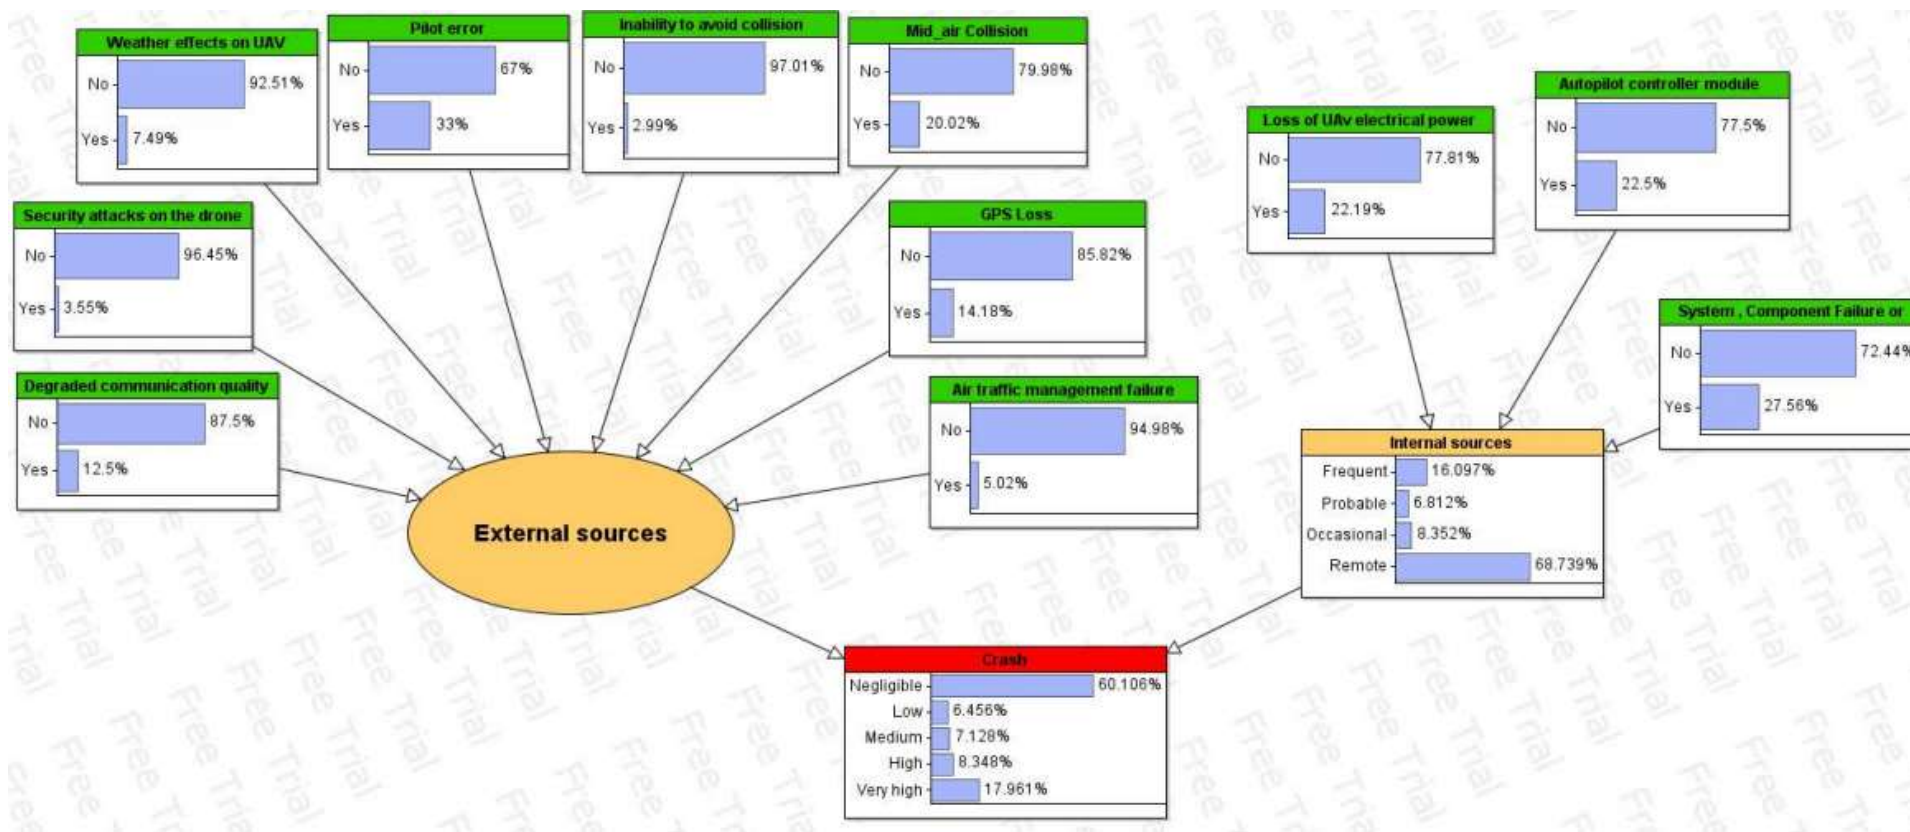 Weather effects on UAV
No
92.51%
Yes
7.49%
Pilot error
No
67%
Yes
33%
Inability to avoid collision
No
97.01%
Yes
2.99%
Mid_air Collision
No
79.98%
Yes
20.02%
Autopilot controller module
No
77.5%
Yes
22.5%
Loss of UAv electrical power
No
77.81%
Yes
22.19%
Security attacks on the drone
No
96.45%
Yes
3.55%
GPS Loss
No
85.82%
Yes
14.18%
System , Component Failure or
No
72.44%
Yes
27.56%
Degraded communication quality
No
87.5%
Yes
12.5%
Air traffic management failure
No
94.98%
Yes
5.02%
Internal sources
Frequent
16.097%
Probable
6.812%
Occasional
8.352%
Remote
68.739%
External sources
Crash
Negligible
60.106%
Low
6.456%
Medium
7.128%
High
8.348%
Very high
17.961%
Free Trial